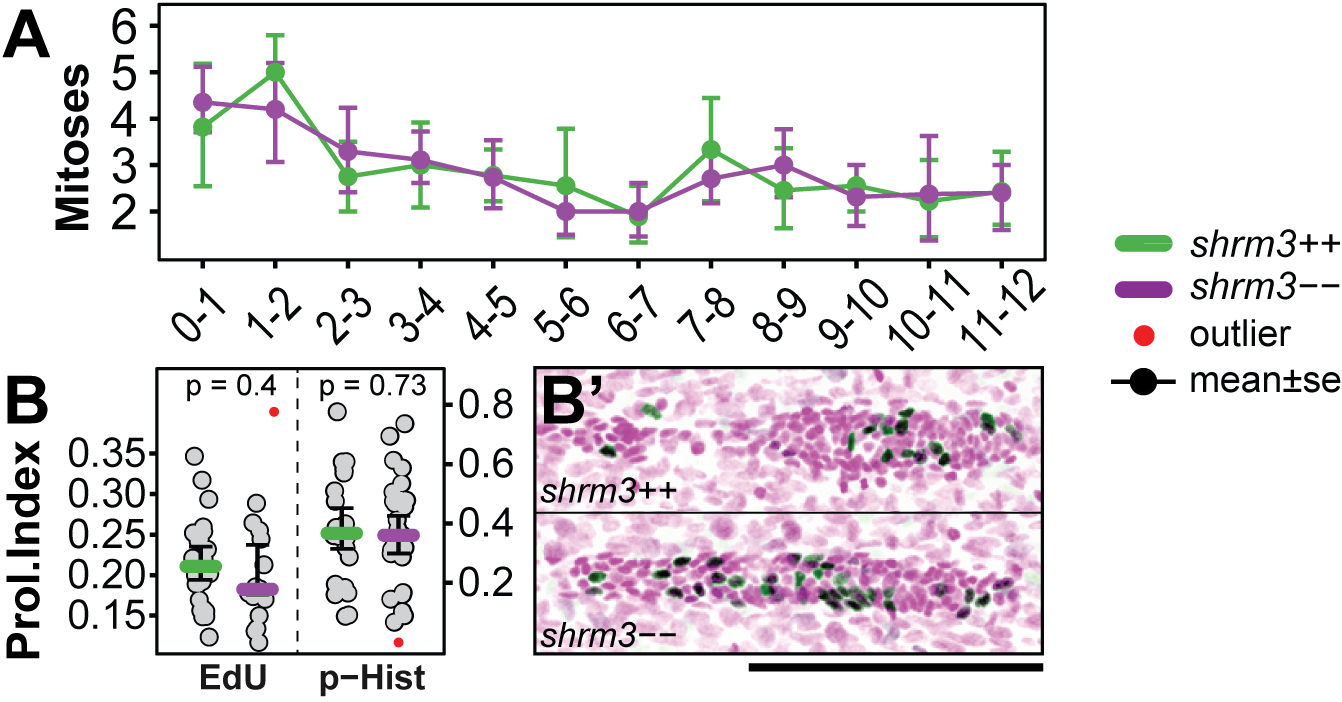 A
Mitoses
6
5
4
3
2
0-1
1-2
2-3
3-4
4-5
5-6
6-7
7-8
8-9
9-10
10-11
11-12
shrm3++
shrm3−−
outlier
mean±se
B
Prol.Index
p = 0.4
p = 0.73
0.35
0.30
0.25
0.20
0.15
0.8
0.6
0.4
0.2
EdU
p−Hist
B’
shrm3++
shrm3−−